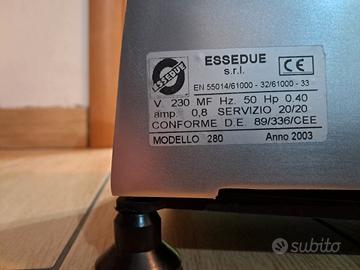 ESSEDUE
ESSEDUE
s.r.l.
CE
EN 55014/61000 - 32/61000 - 33
V. 230 MF Hz. 50 Hp 0.40
amp. 0,8 SERVIZIO 20/20
CONFORME D.E. 89/336/CEE
MODELLO 280 Anno 2003
subito